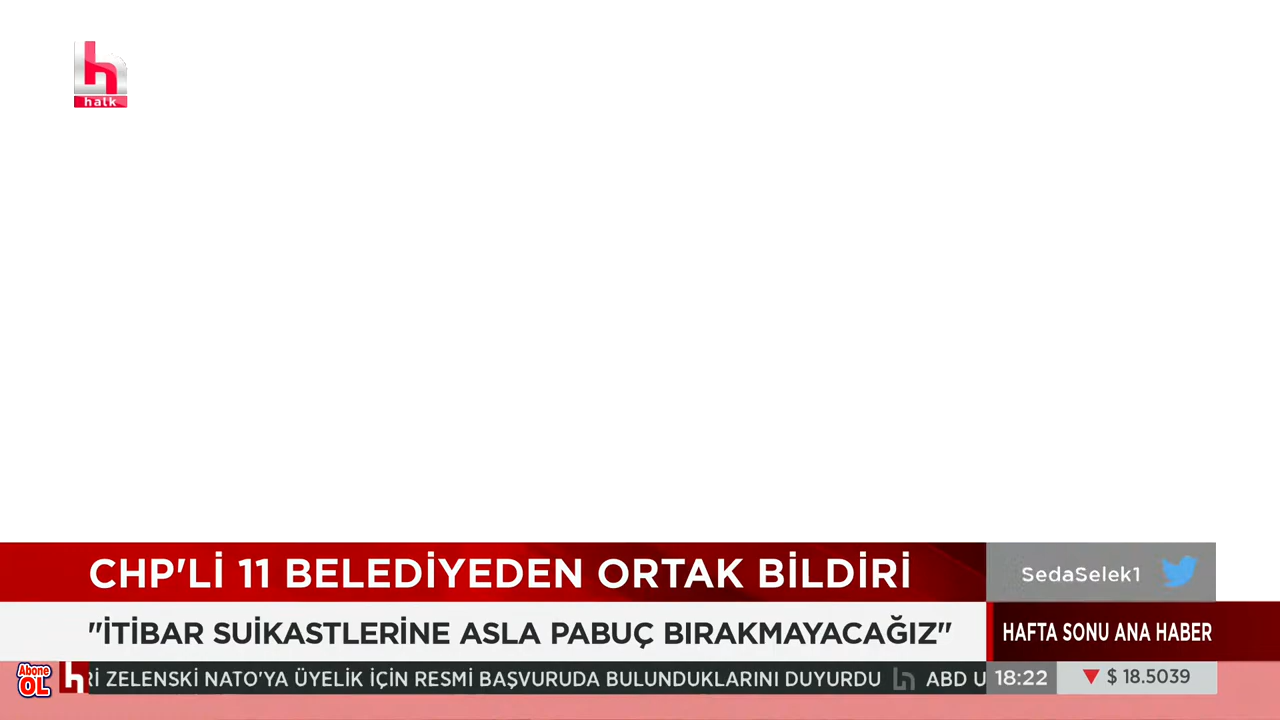 halk
CHP'Lİ 11 BELEDİYEDEN ORTAK BİLDİRİ
SedaSelek1
"İTİBAR SUİKASTLERİNE ASLA PABUÇ BIRAKMAYACAĞIZ"
HAFTA SONU ANA HABER
Abone
OL
Rİ ZELENSKİ NATO'YA ÜYELİK İÇİN RESMİ BAŞVURUDA BULUNDUKLARINI DUYURDU ABD U
18:22
$ 18.5039